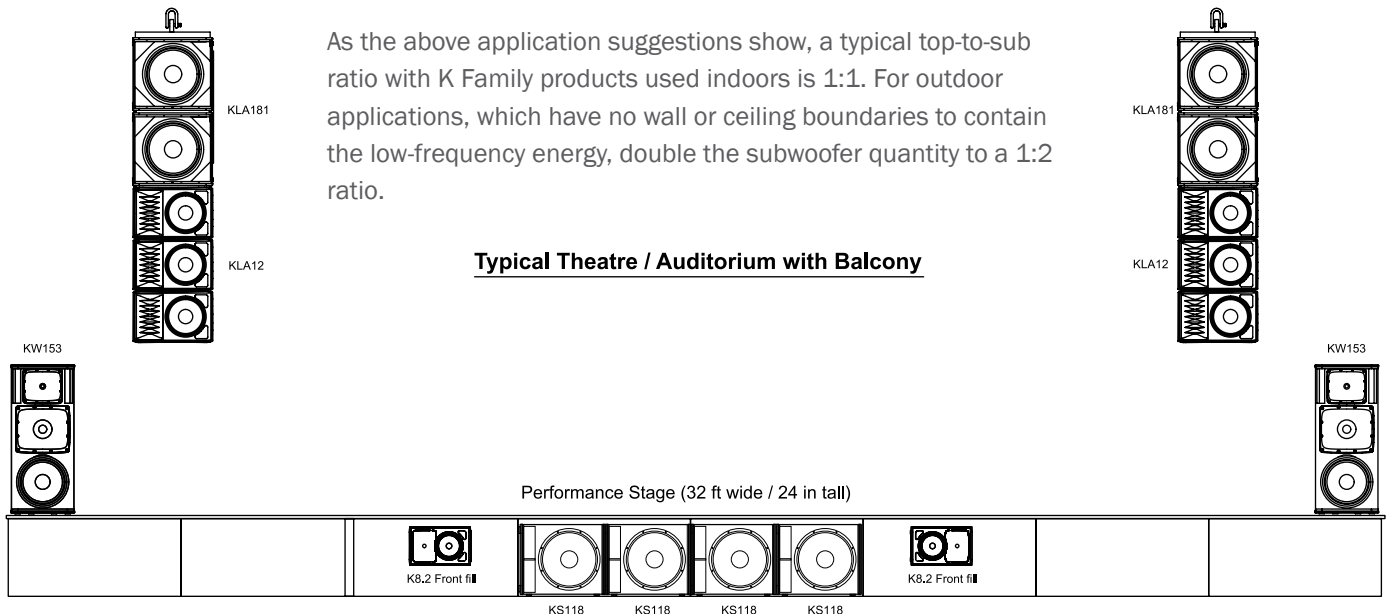 As the above application suggestions show, a typical top-to-sub
ratio with K Family products used indoors is 1:1. For outdoor
applications, which have no wall or ceiling boundaries to contain
the low-frequency energy, double the subwoofer quantity to a 1:2
ratio.
KLA181
KLA181
Typical Theatre / Auditorium with Balcony
KLA12
KLA12
KW153
KW153
Performance Stage (32 ft wide / 24 in tall)
K8.2 Front fill
K8.2 Front fill
KS118
KS118
KS118
KS118